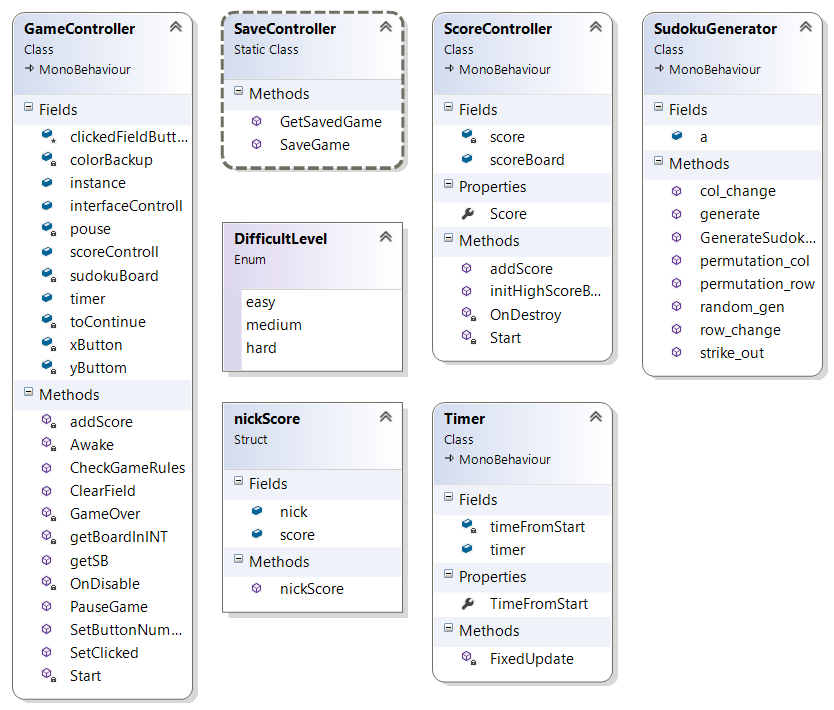 GameController
Class
MonoBehaviour
Fields
clickedFieldButt...
colorBackup
instance
interfaceControll
pouse
scoreControll
sudokuBoard
timer
toContinue
xButton
yButtom
Methods
addScore
Awake
CheckGameRules
ClearField
GameOver
getBoardInINT
getSB
OnDisable
PauseGame
SetButtonNum...
SetClicked
Start
SaveController
Static Class
Methods
GetSavedGame
SaveGame
DifficultLevel
Enum
easy
medium
hard
nickScore
Struct
Fields
nick
score
Methods
nickScore
ScoreController
Class
MonoBehaviour
Fields
score
scoreBoard
Properties
Score
Methods
addScore
initHighScoreB...
OnDestroy
Start
Timer
Class
MonoBehaviour
Fields
timeFromStart
timer
Properties
TimeFromStart
Methods
FixedUpdate
SudokuGenerator
Class
MonoBehaviour
Fields
a
Methods
col_change
generate
GenerateSudok...
permutation_col
permutation_row
random_gen
row_change
strike_out